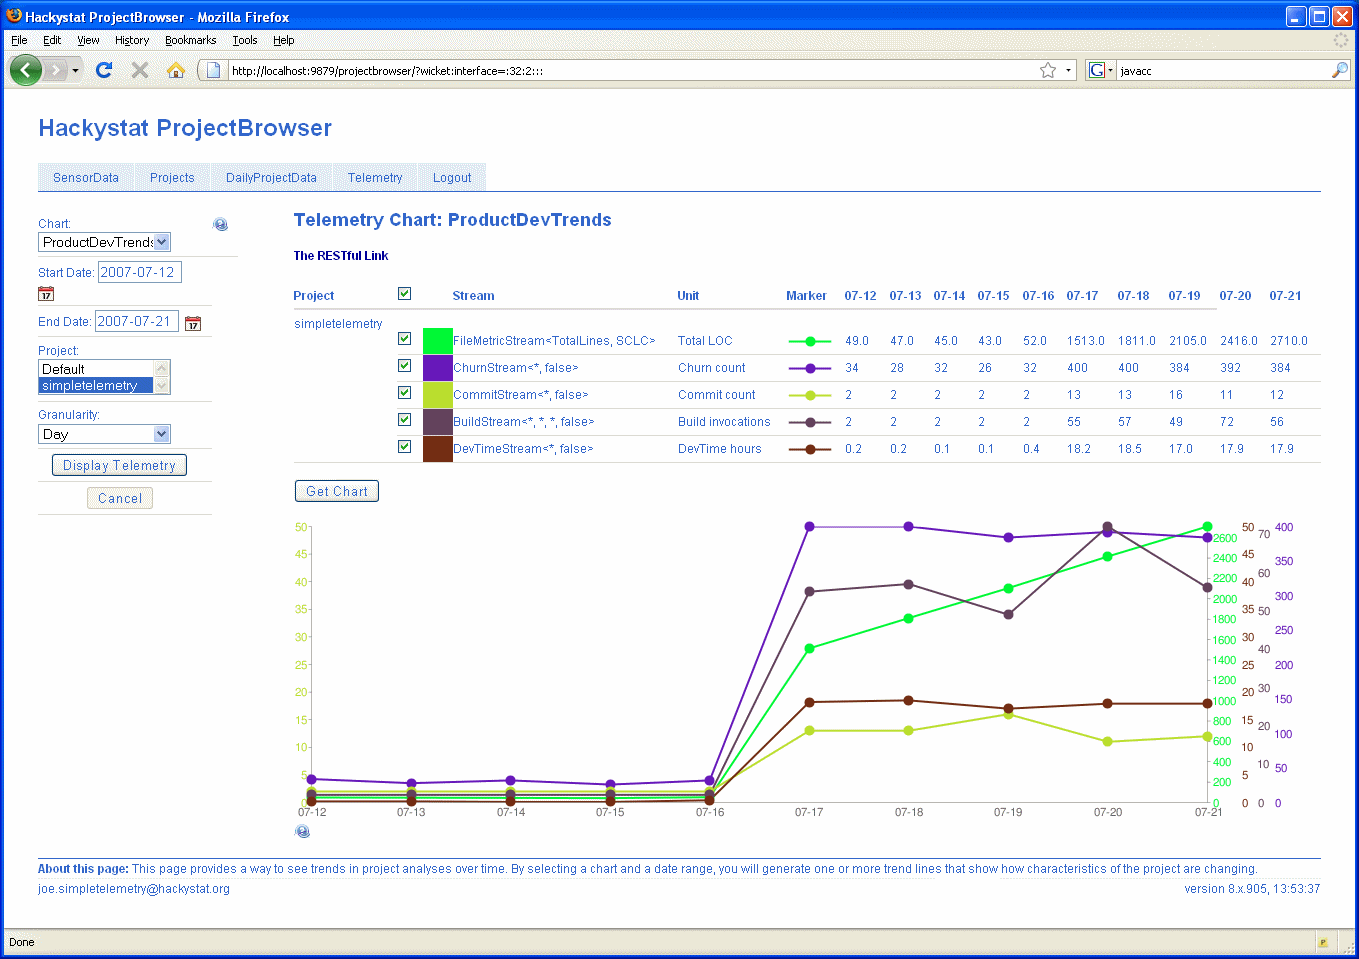 Hackystat ProjectBrowser - Mozilla Firefox
File Edit View History Bookmarks Tools Help
http://localhost:9879/projectbrowser/?wicket:interface=:32:2::: G javacc
Hackystat ProjectBrowser
SensorData Projects DailyProjectData Telemetry Logout
Chart:
ProductDevTrends
Start Date: 2007-07-12
17
End Date: 2007-07-21 17
Project:
Default
simpletelemetry
Granularity:
Day
Display Telemetry
Cancel
Telemetry Chart: ProductDevTrends
The RESTful Link
Project Stream Unit Marker 07-12 07-13 07-14 07-15 07-16 07-17 07-18 07-19 07-20 07-21
simpletelemetry
FileMetricStream<TotalLines, SCLC> Total LOC 49.0 47.0 45.0 43.0 52.0 1513.0 1811.0 2105.0 2416.0 2710.0
ChurnStream<*, false> Churn count 34 28 32 26 32 400 400 384 392 384
CommitStream<*, false> Commit count 2 2 2 2 2 13 13 16 11 12
BuildStream<*, *, *, false> Build invocations 2 2 2 2 2 55 57 49 72 56
DevTimeStream<*, false> DevTime hours 0.2 0.2 0.1 0.1 0.4 18.2 18.5 17.0 17.9 17.9
Get Chart
50
45
40
35
30
25
20
15
10
5
0
07-12 07-13 07-14 07-15 07-16 07-17 07-18 07-19 07-20 07-21
2600
2400
2200
2000
1800
1600
1400
1200
1000
800
600
400
200
0
50
45
40
35
30
25
20
15
10
5
0
70
60
50
40
30
20
10
0
400
350
300
250
200
150
100
50
0
About this page: This page provides a way to see trends in project analyses over time. By selecting a chart and a date range, you will generate one or more trend lines that show how characteristics of the project are changing.
joe.simpletelemetry@hackystat.org version 8.x.905, 13:53:37
Done P